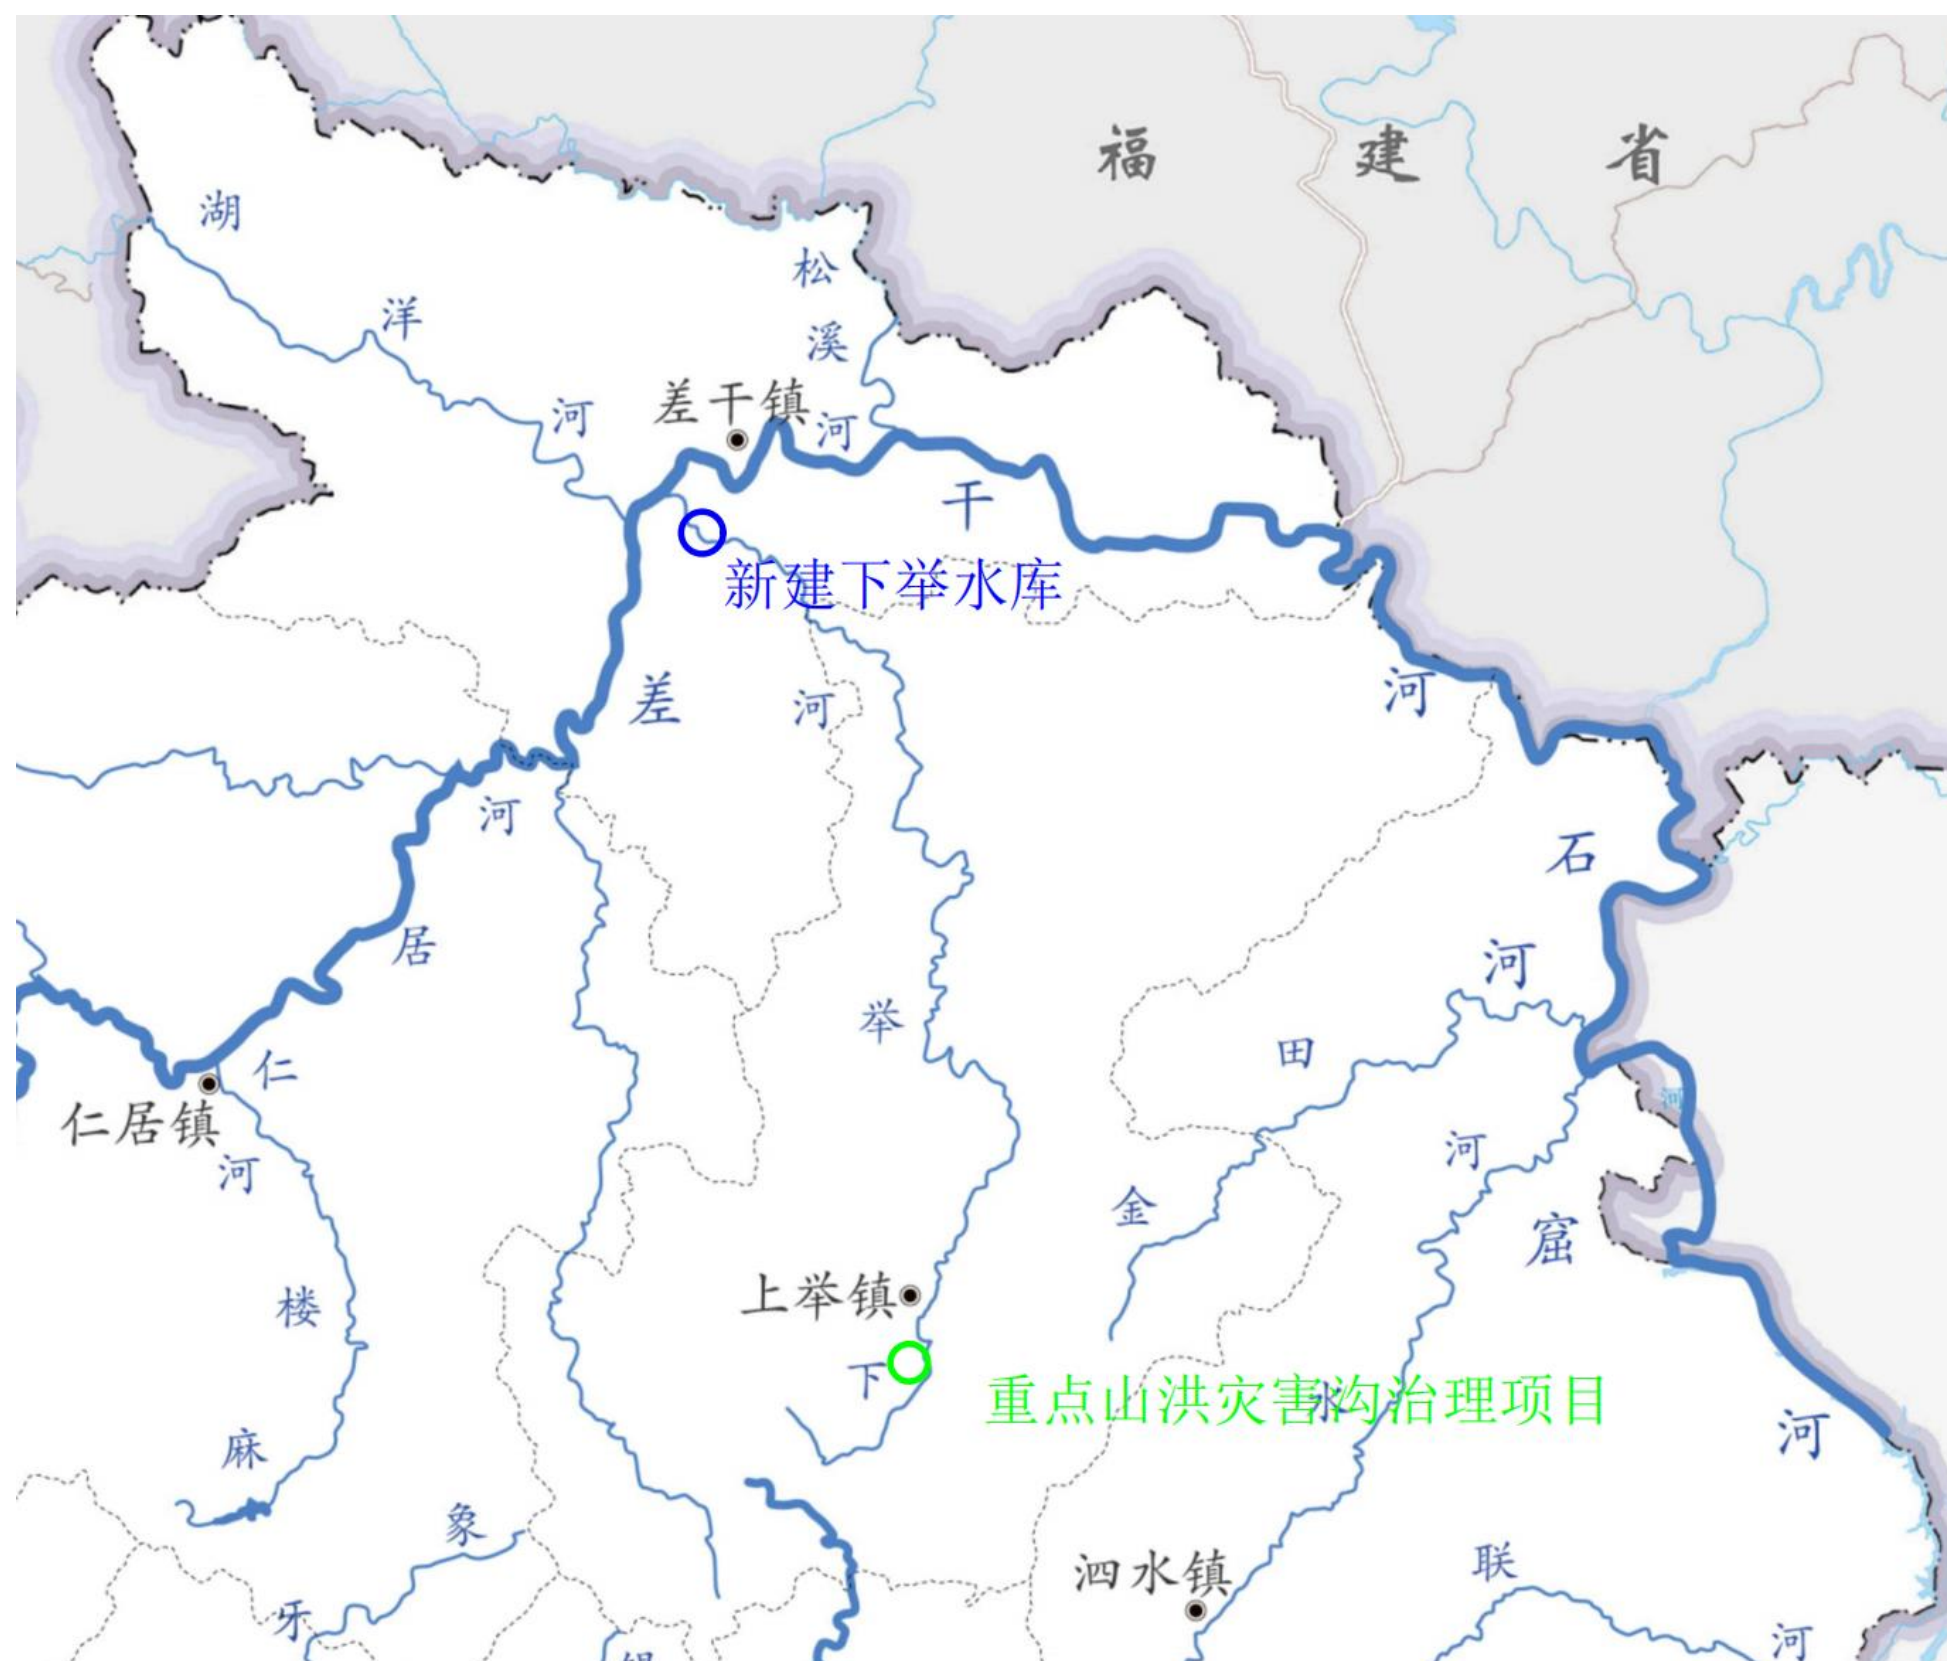 福 建 省
湖
洋
河
松
溪
河
差干镇
干
新建下举水库
差
河
河
河
石
居
举
河
仁
田
河
仁居镇
河
河
金
窟
楼
上举镇
下
重点山洪灾害沟治理项目
水
河
麻
象
泗水镇
联
牙
河